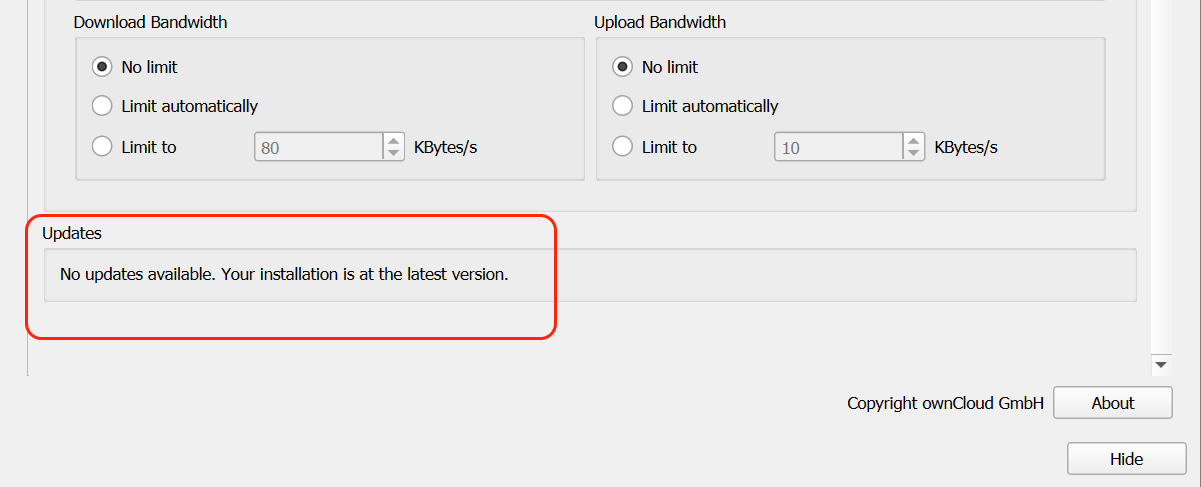 Download Bandwidth
Upload Bandwidth
No limit
No limit
Limit automatically
Limit automatically
Limit to 80 KBytes/s
Limit to 10 KBytes/s
Updates
No updates available. Your installation is at the latest version.
Copyright ownCloud GmbH
About
Hide